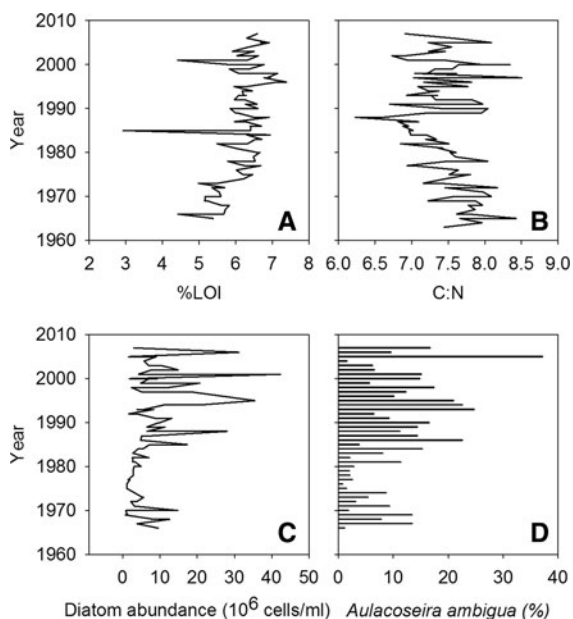 2010
2000
1990
1980
1970
1960
Year
A
2 3 4 5 6 7 8
%LOI
B
6.0 6.5 7.0 7.5 8.0 8.5 9.0
C:N
2010
2000
1990
1980
1970
1960
Year
C
0 10 20 30 40 50
Diatom abundance (10⁶ cells/ml)
D
0 10 20 30 40
Aulacoseira ambigua (%)